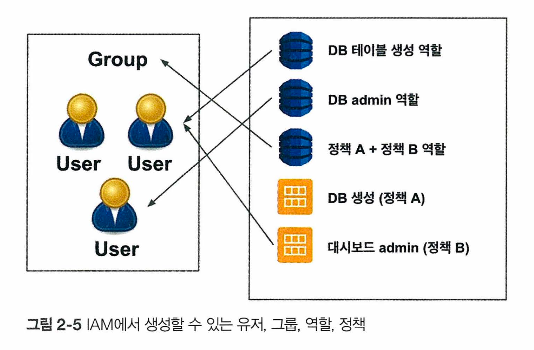 Group
User
User
User
DB 테이블 생성 역할
DB admin 역할
정책 A + 정책 B 역할
DB 생성 (정책 A)
대시보드 admin (정책 B)
그림 2-5 IAM에서 생성할 수 있는 유저, 그룹, 역할, 정책